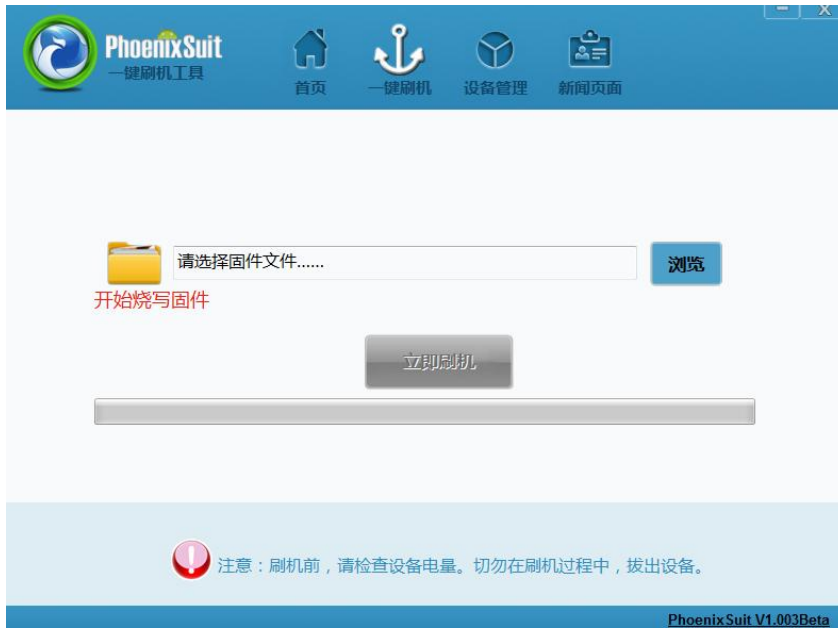 PhoenixSuit
一键刷机工具
首页
一键刷机
设备管理
新闻页面
请选择固件文件......
浏览
开始烧写固件
立即刷机
注意：刷机前，请检查设备电量。切勿在刷机过程中，拔出设备。
PhoenixSuit V1.003Beta